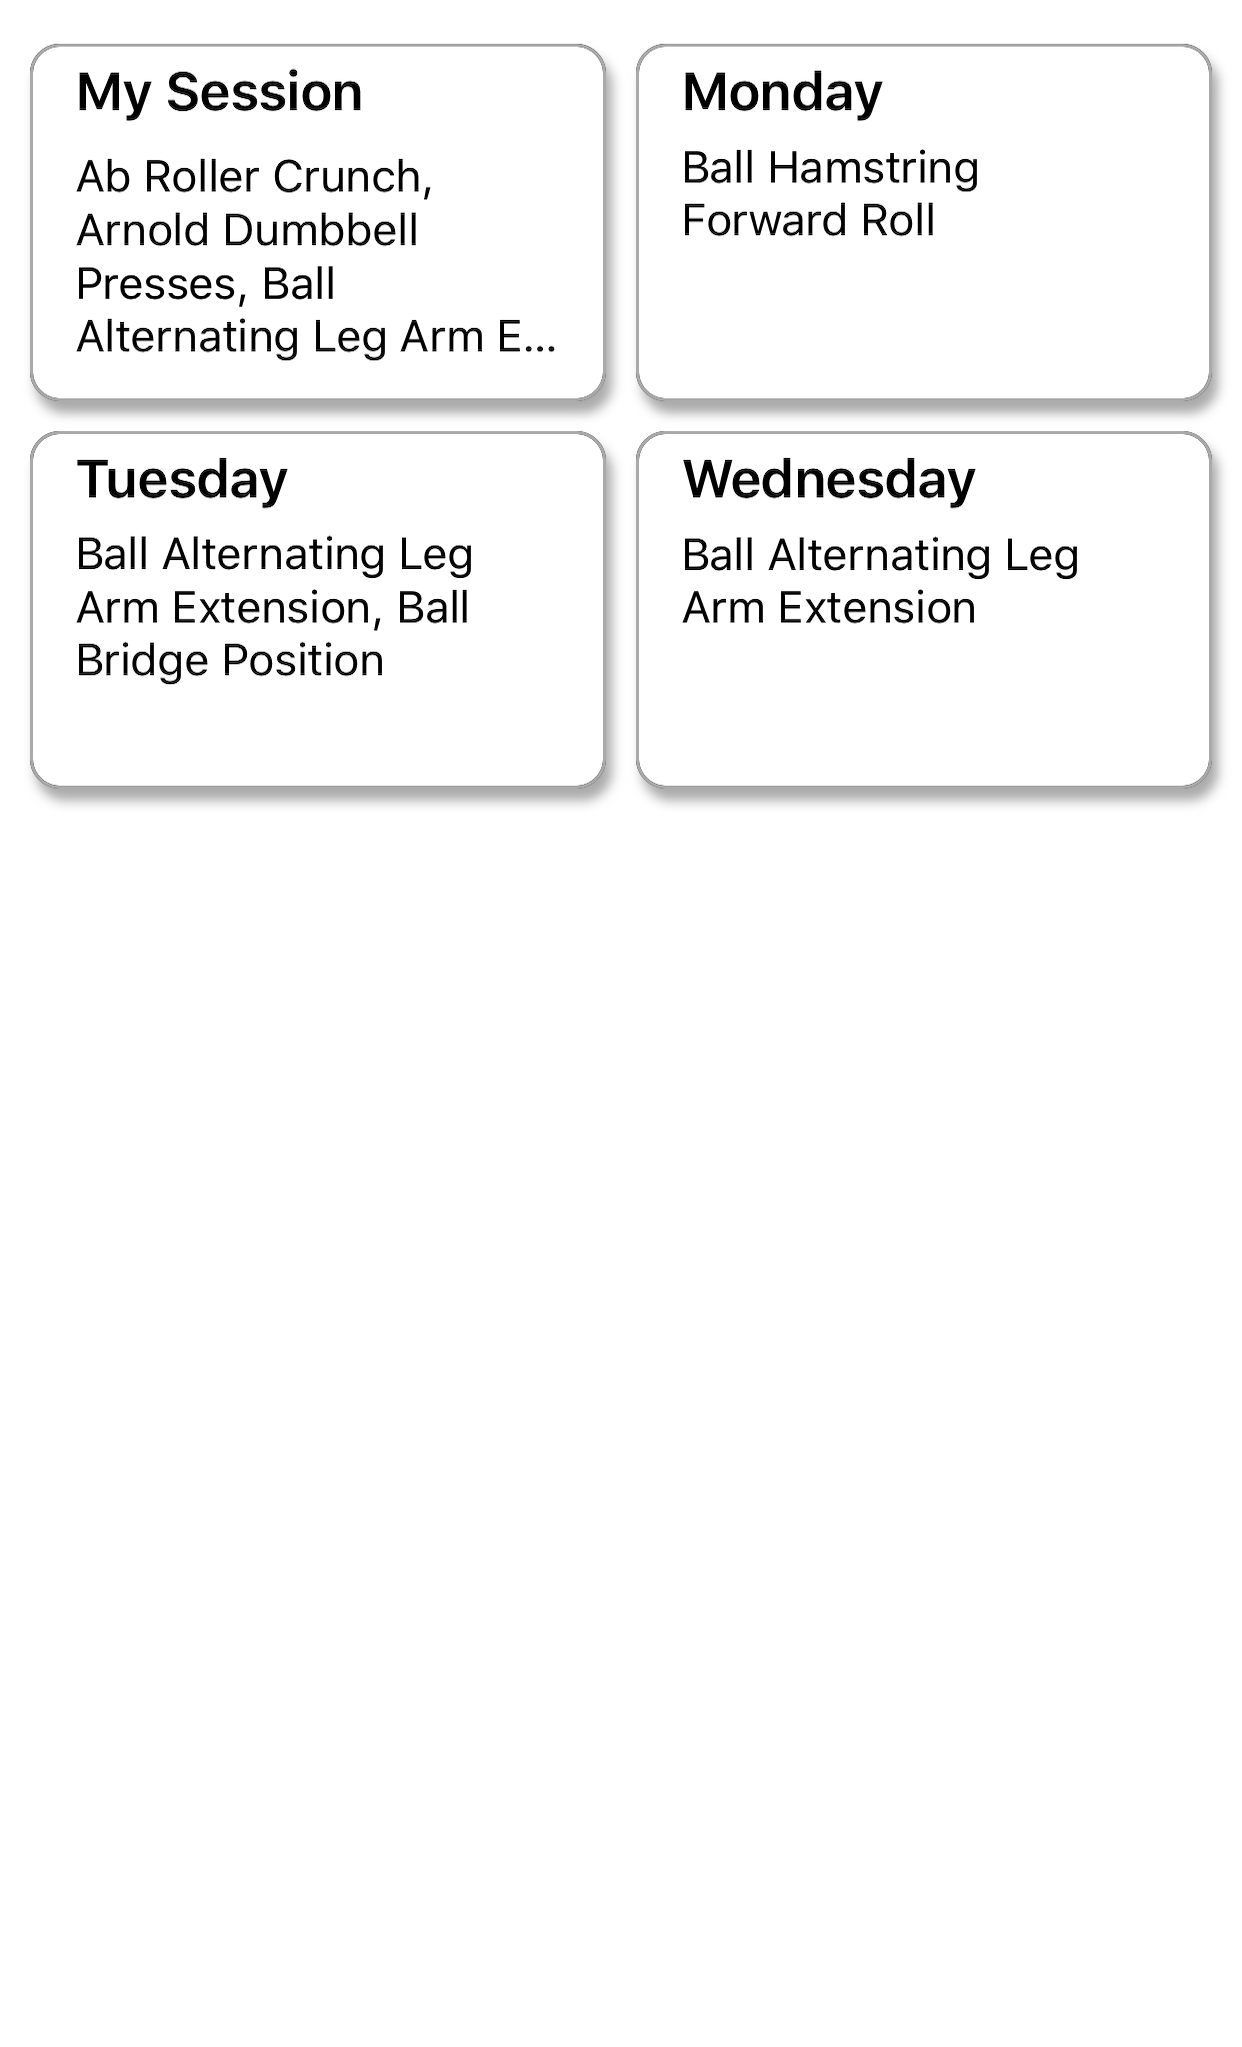 My Session
Ab Roller Crunch,
Arnold Dumbbell
Presses, Ball
Alternating Leg Arm E...
Monday
Ball Hamstring
Forward Roll
Tuesday
Ball Alternating Leg
Arm Extension, Ball
Bridge Position
Wednesday
Ball Alternating Leg
Arm Extension